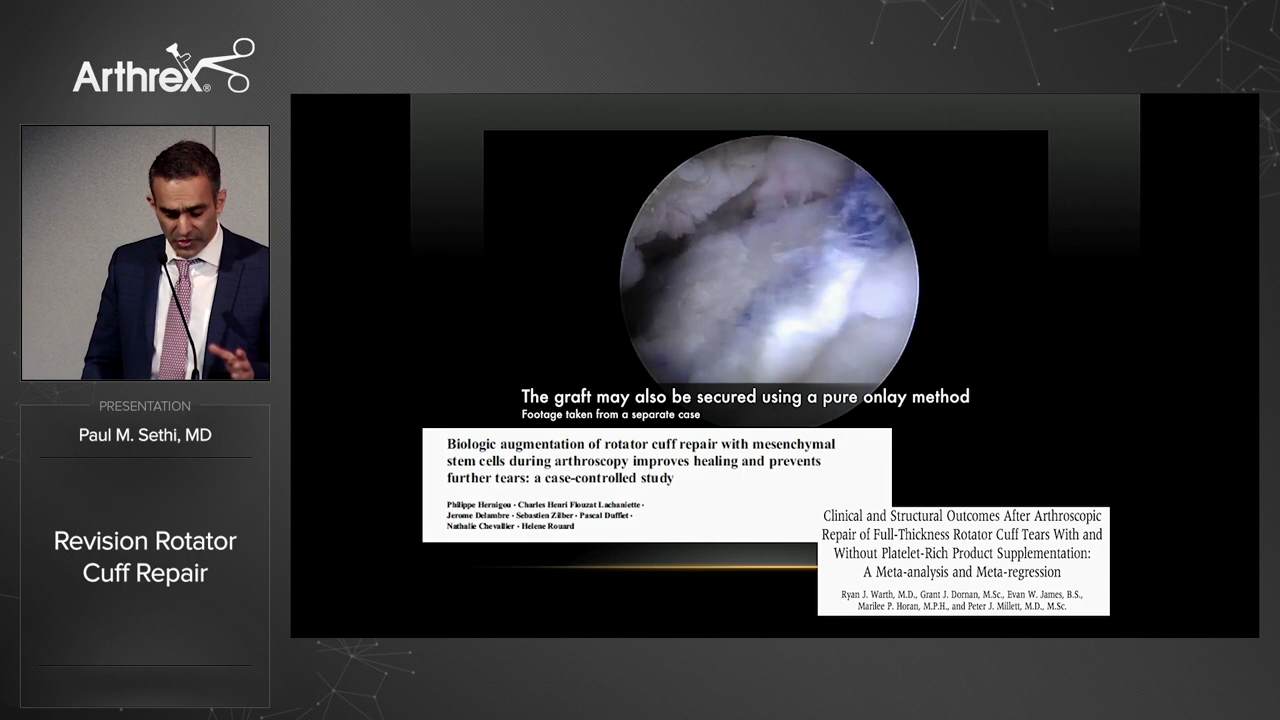 Arthrex®
PRESENTATION
Paul M. Sethi, MD
Revision Rotator
Cuff Repair
The graft may also be secured using a pure onlay method
Footage taken from a separate case
Biologic augmentation of rotator cuff repair with mesenchymal
stem cells during arthroscopy improves healing and prevents
further tears: a case-controlled study
Philippe Hernigou · Charles Henri Flouzat Lachaniette ·
Jerome Delambre · Sebastien Zilber · Pascal Duffiet ·
Nathalie Chevallier · Helene Rouard
Clinical and Structural Outcomes After Arthroscopic
Repair of Full-Thickness Rotator Cuff Tears With and
Without Platelet-Rich Product Supplementation:
A Meta-analysis and Meta-regression
Ryan J. Warth, M.D., Grant J. Dornan, M.Sc., Evan W. James, B.S.,
Marilee P. Horan, M.P.H., and Peter J. Millett, M.D., M.Sc.